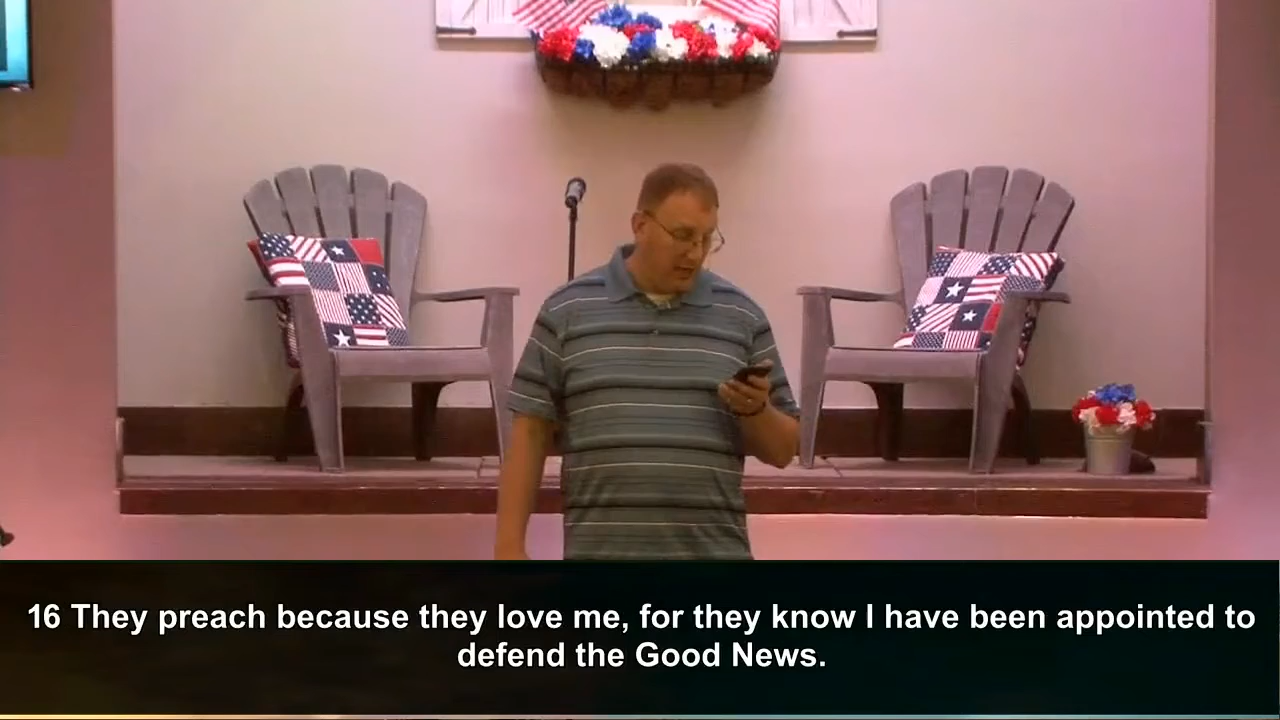 16 They preach because they love me, for they know I have been appointed to
defend the Good News.